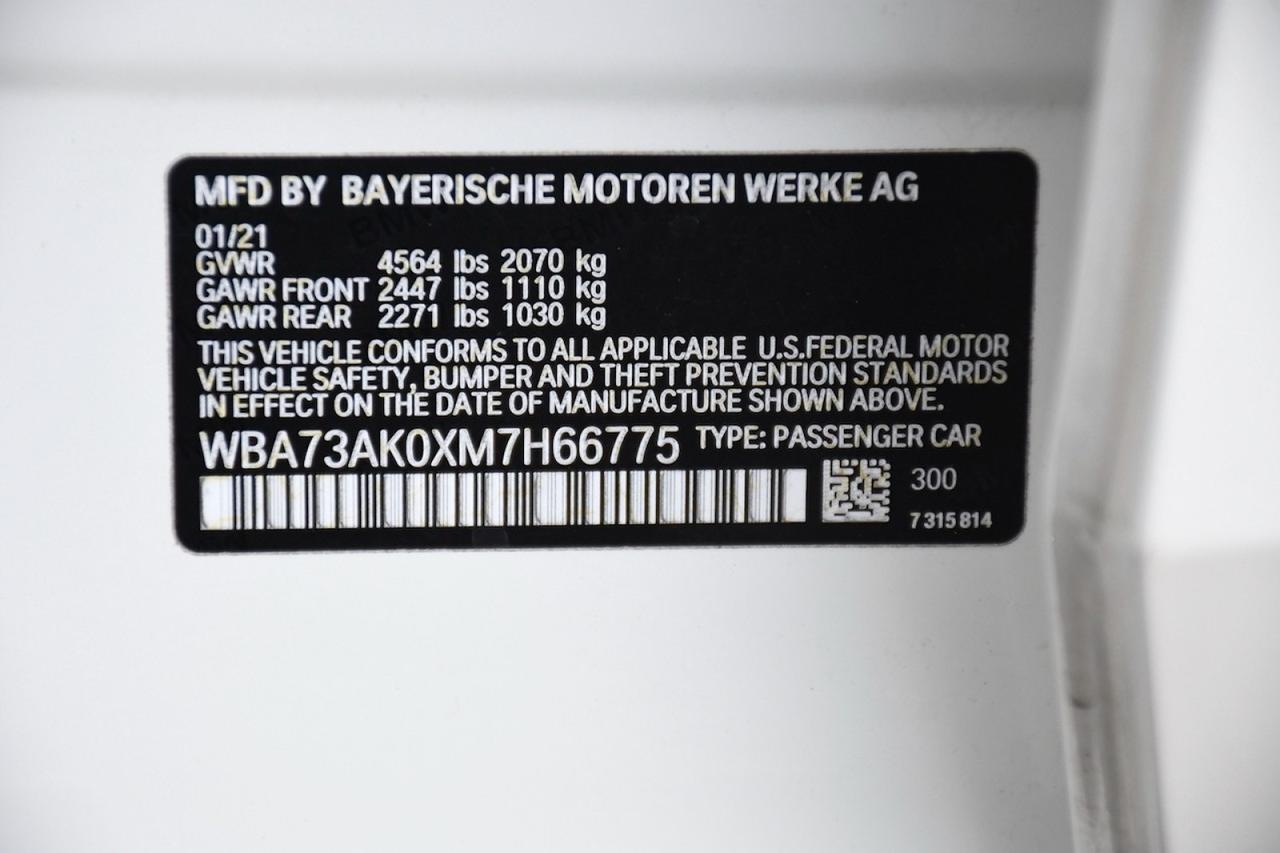 MFD BY BAYERISCHE MOTOREN WERKE AG
01/21
GVWR 4564 lbs 2070 kg
GAWR FRONT 2447 lbs 1110 kg
GAWR REAR 2271 lbs 1030 kg
THIS VEHICLE CONFORMS TO ALL APPLICABLE U.S.FEDERAL MOTOR
VEHICLE SAFETY, BUMPER AND THEFT PREVENTION STANDARDS
IN EFFECT ON THE DATE OF MANUFACTURE SHOWN ABOVE.
WBA73AK0XM7H66775 TYPE: PASSENGER CAR
300
7 315 814